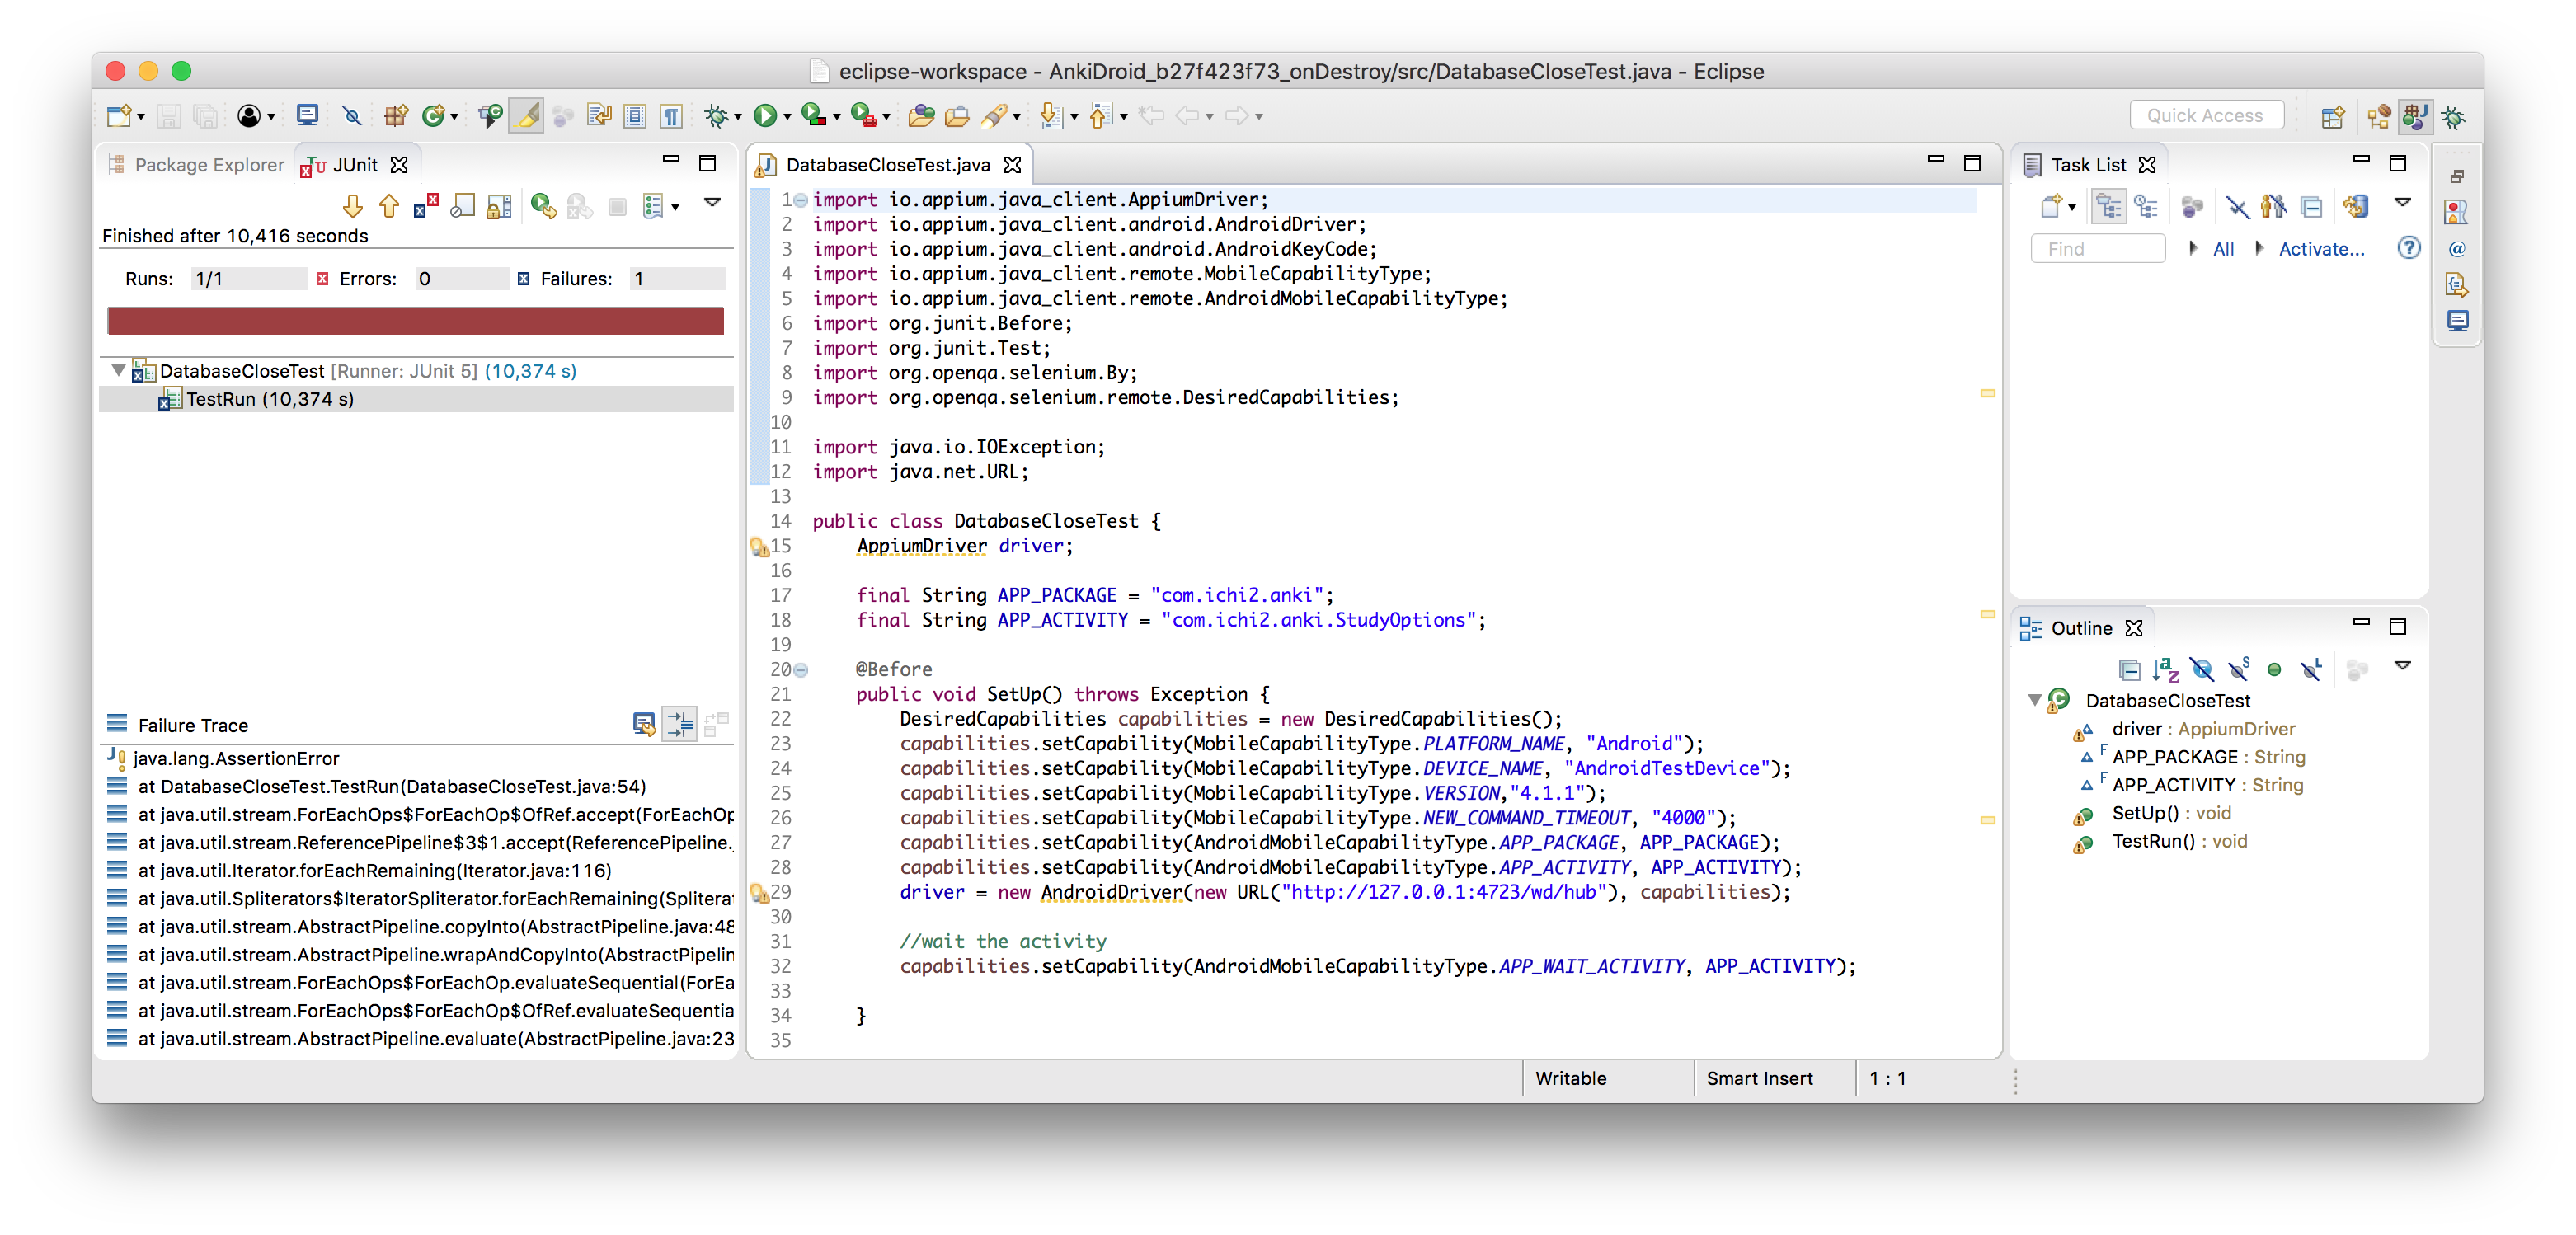 eclipse-workspace - AnkiDroid_b27f423f73_onDestroy/src/DatabaseCloseTest.java - Eclipse
Quick Access
Package Explorer
JUnit
Finished after 10,416 seconds
Runs: 1/1 Errors: 0 Failures: 1
DatabaseCloseTest [Runner: JUnit 5] (10,374 s)
TestRun (10,374 s)
Failure Trace
java.lang.AssertionError
at DatabaseCloseTest.TestRun(DatabaseCloseTest.java:54)
at java.util.stream.ForEachOps$ForEachOp$OfRef.accept(ForEachOp
at java.util.stream.ReferencePipeline$3$1.accept(ReferencePipeline.
at java.util.Iterator.forEachRemaining(Iterator.java:116)
at java.util.Spliterators$IteratorSpliterator.forEachRemaining(Spliterat
at java.util.stream.AbstractPipeline.copyInto(AbstractPipeline.java:48
at java.util.stream.AbstractPipeline.wrapAndCopyInto(AbstractPipelin
at java.util.stream.ForEachOps$ForEachOp.evaluateSequential(ForEa
at java.util.stream.ForEachOps$ForEachOp$OfRef.evaluateSequentia
at java.util.stream.AbstractPipeline.evaluate(AbstractPipeline.java:23
DatabaseCloseTest.java
1 import io.appium.java_client.AppiumDriver;
2 import io.appium.java_client.android.AndroidDriver;
3 import io.appium.java_client.android.AndroidKeyCode;
4 import io.appium.java_client.remote.MobileCapabilityType;
5 import io.appium.java_client.remote.AndroidMobileCapabilityType;
6 import org.junit.Before;
7 import org.junit.Test;
8 import org.openqa.selenium.By;
9 import org.openqa.selenium.remote.DesiredCapabilities;
10
11 import java.io.IOException;
12 import java.net.URL;
13
14 public class DatabaseCloseTest {
15 AppiumDriver driver;
16
17 final String APP_PACKAGE = "com.ichi2.anki";
18 final String APP_ACTIVITY = "com.ichi2.anki.StudyOptions";
19
20 @Before
21 public void SetUp() throws Exception {
22 DesiredCapabilities capabilities = new DesiredCapabilities();
23 capabilities.setCapability(MobileCapabilityType.PLATFORM_NAME, "Android");
24 capabilities.setCapability(MobileCapabilityType.DEVICE_NAME, "AndroidTestDevice");
25 capabilities.setCapability(MobileCapabilityType.VERSION,"4.1.1");
26 capabilities.setCapability(MobileCapabilityType.NEW_COMMAND_TIMEOUT, "4000");
27 capabilities.setCapability(AndroidMobileCapabilityType.APP_PACKAGE, APP_PACKAGE);
28 capabilities.setCapability(AndroidMobileCapabilityType.APP_ACTIVITY, APP_ACTIVITY);
29 driver = new AndroidDriver(new URL("http://127.0.0.1:4723/wd/hub"), capabilities);
30
31 //wait the activity
32 capabilities.setCapability(AndroidMobileCapabilityType.APP_WAIT_ACTIVITY, APP_ACTIVITY);
33
34 }
35
Task List
Find All Activate...
Outline
DatabaseCloseTest
driver : AppiumDriver
APP_PACKAGE : String
APP_ACTIVITY : String
SetUp() : void
TestRun() : void
Writable Smart Insert 1 : 1